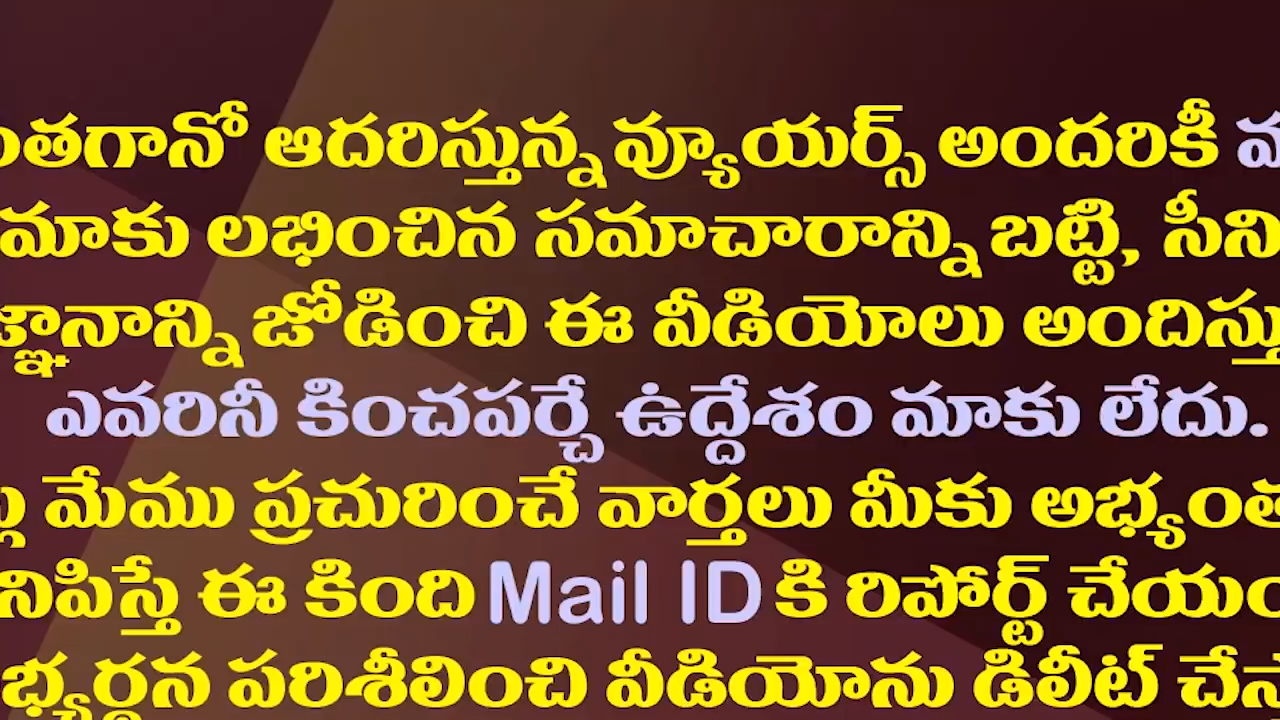 ంతగానో ఆదరిస్తున్న వ్యూయర్స్ అందరికీ
మాకు లభించిన సమాచారాన్ని బట్టి, సీని
జ్ఞానాన్ని జోడించి ఈ వీడియోలు అందిస్తు
ఎవరినీ కించపర్చే ఉద్దేశం మాకు లేదు.
మేము ప్రచురించే వార్తలు మీకు అభ్యంత
నిపిస్తే ఈ కింది Mail ID కి రిపోర్ట్ చేయం
భ్యర్థన పరిశీలించి వీడియోను డిలీట్ చేసే